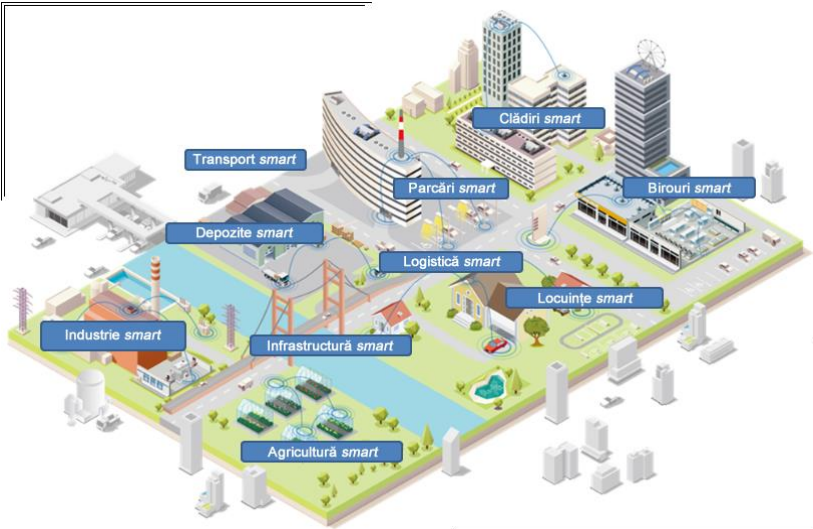 Clădiri smart
Transport smart
Parcări smart
Birouri smart
Depozite smart
Logistică smart
Locuințe smart
Industrie smart
Infrastructură smart
Agricultură smart